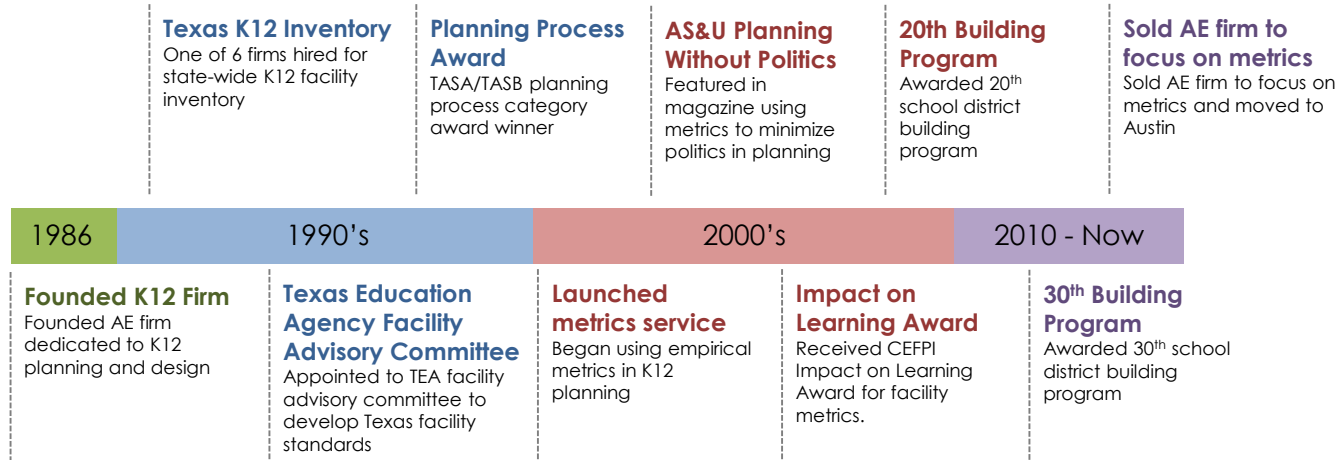 Texas K12 Inventory
One of 6 firms hired for
state-wide K12 facility
inventory
Planning Process
Award
TASA/TASB planning
process category
award winner
AS&U Planning
Without Politics
Featured in
magazine using
metrics to minimize
politics in planning
20th Building
Program
Awarded 20th
school district
building
program
Sold AE firm to
focus on metrics
Sold AE firm to focus on
metrics and moved to
Austin
1986
1990's
2000's
2010 - Now
Founded K12 Firm
Founded AE firm
dedicated to K12
planning and design
Texas Education
Agency Facility
Advisory Committee
Appointed to TEA facility
advisory committee to
develop Texas facility
standards
Launched
metrics service
Began using empirical
metrics in K12
planning
Impact on
Learning Award
Received CEFPI
Impact on Learning
Award for facility
metrics.
30th Building
Program
Awarded 30th school
district building
program